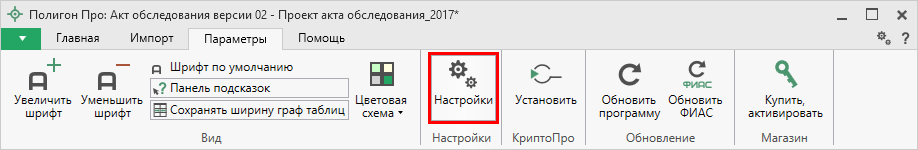 Полигон Про: Акт обследования версии 02 - Проект акта обследования_2017*
Главная Импорт Параметры Помощь ?
Увеличить шрифт
Уменьшить шрифт
Шрифт по умолчанию
Панель подсказок
Сохранять ширину граф таблиц
Цветовая схема
Настройки
Установить
Обновить программу
ФИАС
Обновить ФИАС
Купить, активировать
Вид Настройки КриптоПро Обновление Магазин